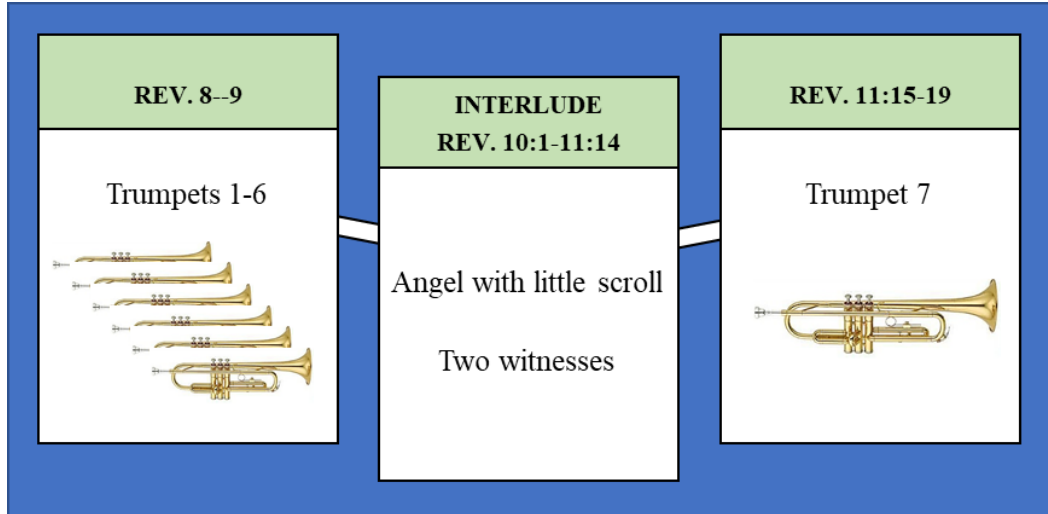 REV. 8--9
Trumpets 1-6
INTERLUDE
REV. 10:1-11:14
Angel with little scroll
Two witnesses
REV. 11:15-19
Trumpet 7